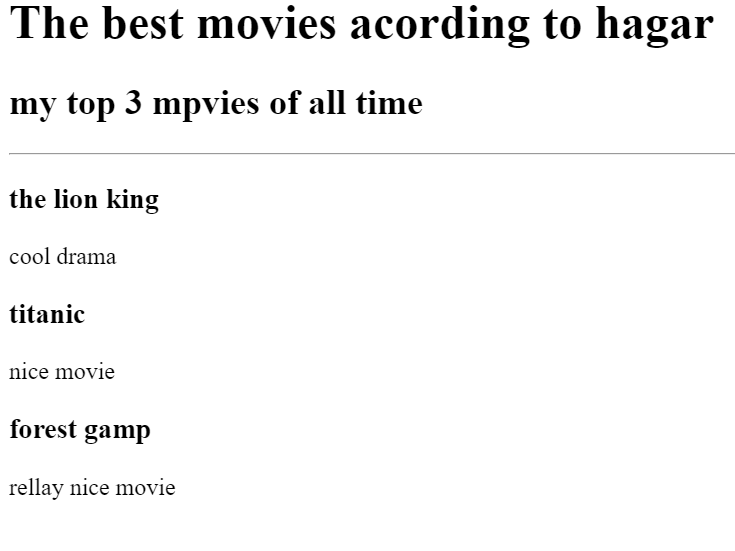 The best movies acording to hagar
my top 3 mpvies of all time
the lion king
cool drama
titanic
nice movie
forest gamp
rellay nice movie